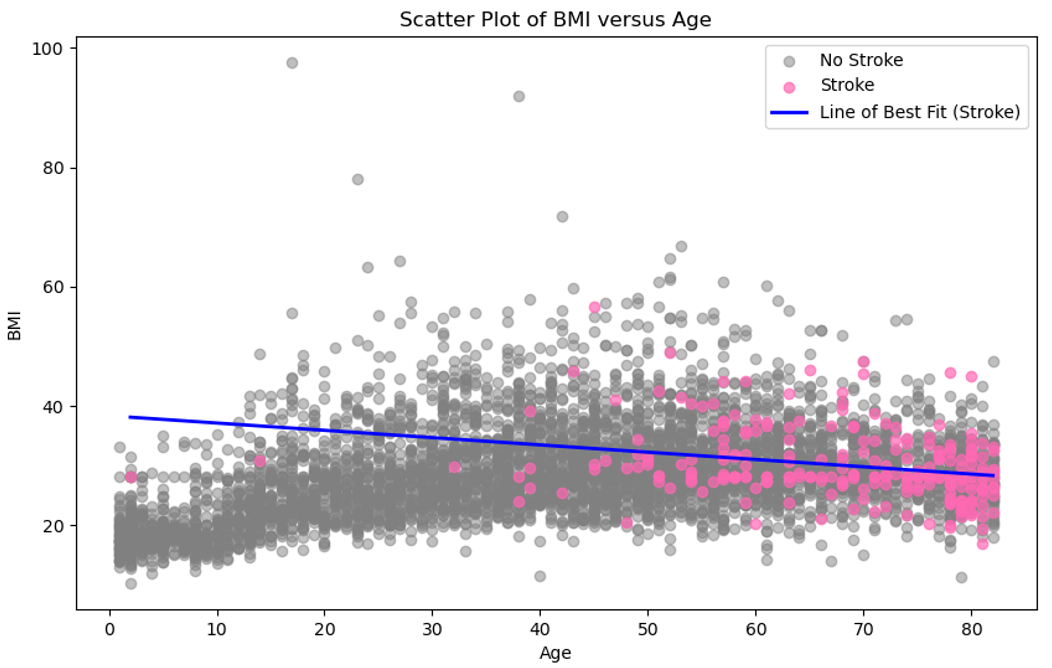 Scatter Plot of BMI versus Age
No Stroke
Stroke
Line of Best Fit (Stroke)
100
80
60
40
20
BMI
0 10 20 30 40 50 60 70 80
Age